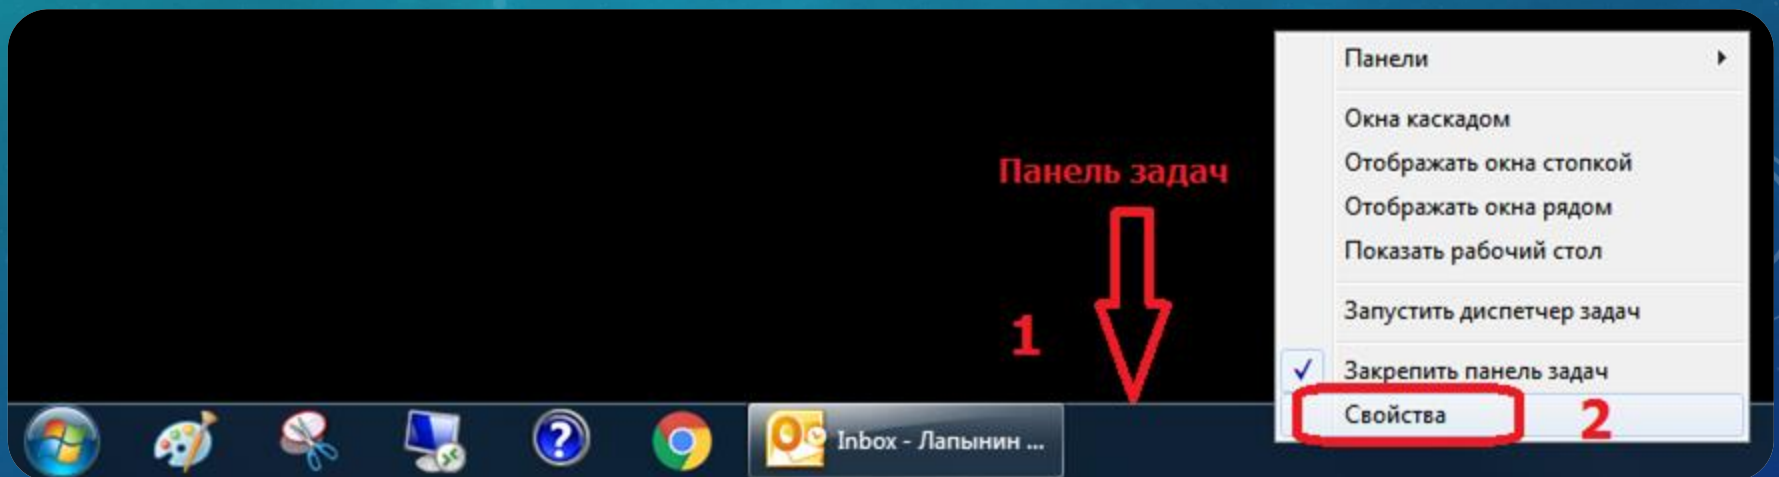 Панели
Окна каскадом
Отображать окна стопкой
Отображать окна рядом
Показать рабочий стол
Запустить диспетчер задач
Закрепить панель задач
Свойства
2
Панель задач
1
?
Inbox - Лапынин ...